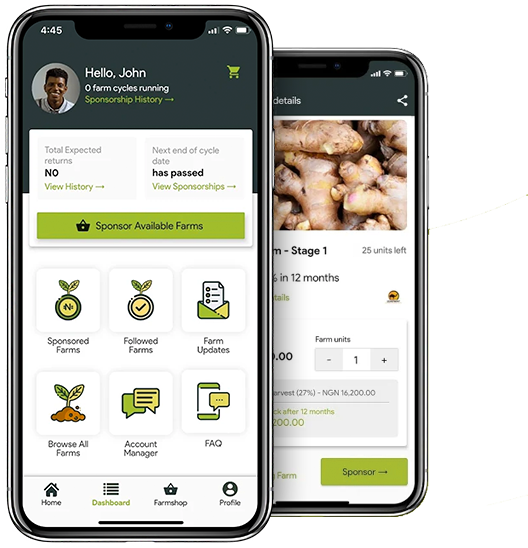 4:45
Hello, John
0 farm cycles running
Sponsorship History →
Total Expected
returns
N0
View History →
Next end of cycle
date
has passed
View Sponsorships →
Sponsor Available Farms
Sponsored
Farms
Followed
Farms
Farm
Updates
Browse All
Farms
Account
Manager
FAQ
Home
Dashboard
Farmshop
Profile
details
m - Stage 1
25 units left
% in 12 months
tails
Farm units
0.00
- 1 +
arvest (27%) - NGN 16,200.00
ck after 12 months
200.00
Farm
Sponsor →